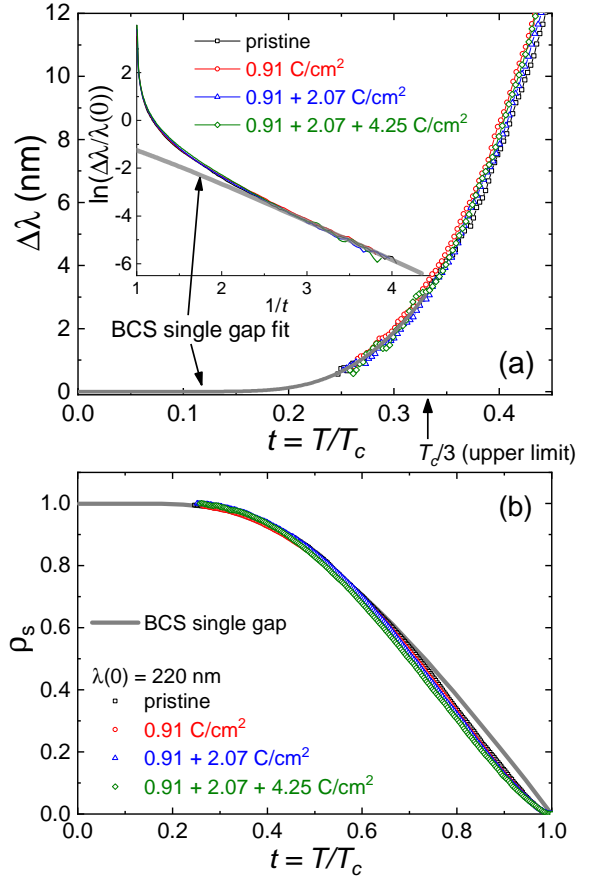 12
10
8
6
4
2
0
Δλ (nm)
pristine
0.91 C/cm²
0.91 + 2.07 C/cm²
0.91 + 2.07 + 4.25 C/cm²
ln(Δλ/λ(0))
2
0
-2
-4
-6
1 2 3 4
1/t
BCS single gap fit
(a)
0.0 0.1 0.2 0.3 0.4
t = T/Tc
Tc/3 (upper limit)
1.0
0.8
0.6
0.4
0.2
0.0
ρs
(b)
BCS single gap
λ(0) = 220 nm
pristine
0.91 C/cm²
0.91 + 2.07 C/cm²
0.91 + 2.07 + 4.25 C/cm²
0.0 0.2 0.4 0.6 0.8 1.0
t = T/Tc